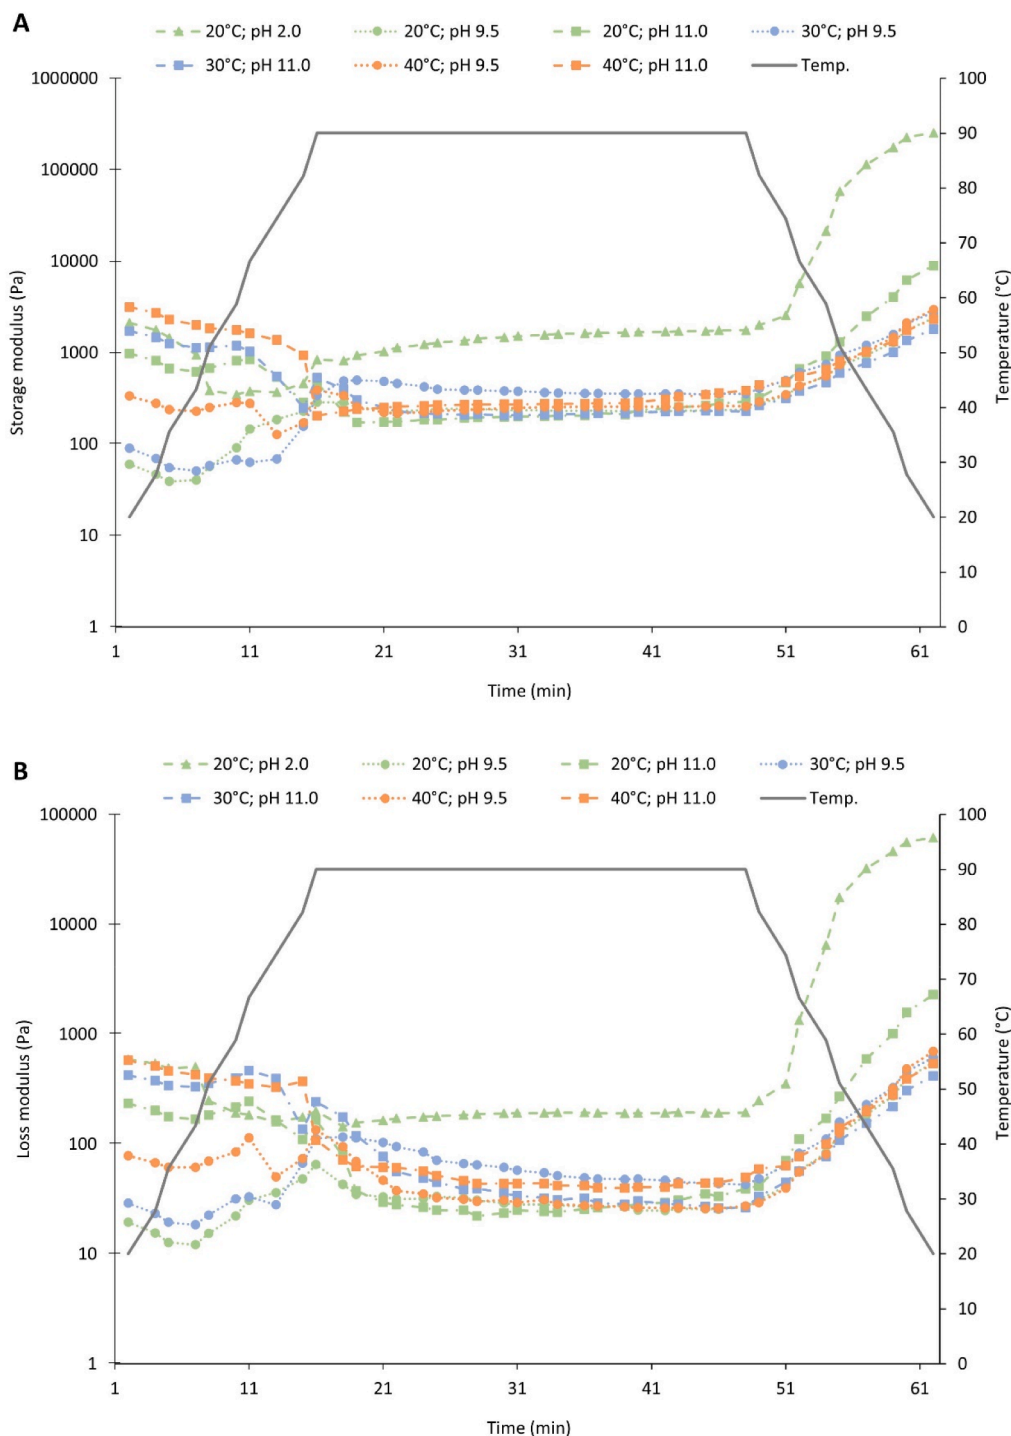 A
20°C; pH 2.0 20°C; pH 9.5 20°C; pH 11.0 30°C; pH 9.5
30°C; pH 11.0 40°C; pH 9.5 40°C; pH 11.0 Temp.
1000000 100
90
100000
80
70
10000
60
1000 50
40
100
30
20
10
10
1 0
Storage modulus (Pa)
Temperature (°C)
1 11 21 31 41 51 61
Time (min)
B
20°C; pH 2.0 20°C; pH 9.5 20°C; pH 11.0 30°C; pH 9.5
30°C; pH 11.0 40°C; pH 9.5 40°C; pH 11.0 Temp.
100000 100
90
10000 80
70
1000 60
50
100 40
30
10 20
10
1 0
Loss modulus (Pa)
Temperature (°C)
1 11 21 31 41 51 61
Time (min)